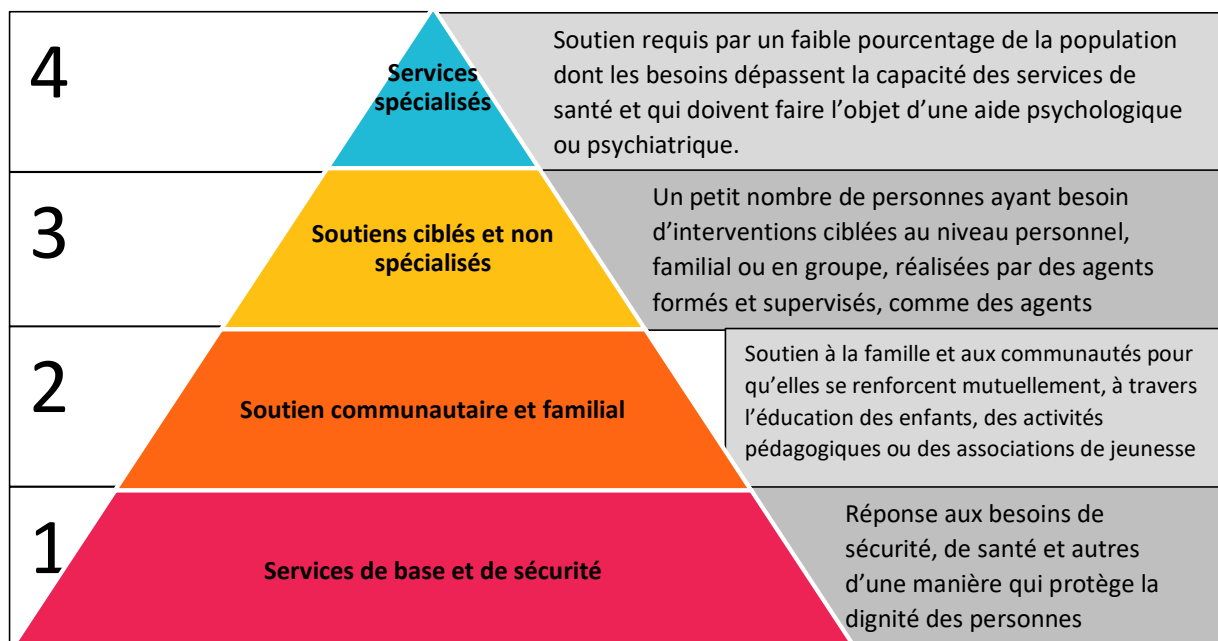 4
Services
spécialisés
Soutien requis par un faible pourcentage de la population
dont les besoins dépassent la capacité des services de
santé et qui doivent faire l’objet d’une aide psychologique
ou psychiatrique.
3
Soutiens ciblés et non
spécialisés
Un petit nombre de personnes ayant besoin
d’interventions ciblées au niveau personnel,
familial ou en groupe, réalisées par des agents
formés et supervisés, comme des agents
2
Soutien communautaire et familial
Soutien à la famille et aux communautés pour
qu’elles se renforcent mutuellement, à travers
l’éducation des enfants, des activités
pédagogiques ou des associations de jeunesse
1
Services de base et de sécurité
Réponse aux besoins de
sécurité, de santé et autres
d’une manière qui protège la
dignité des personnes